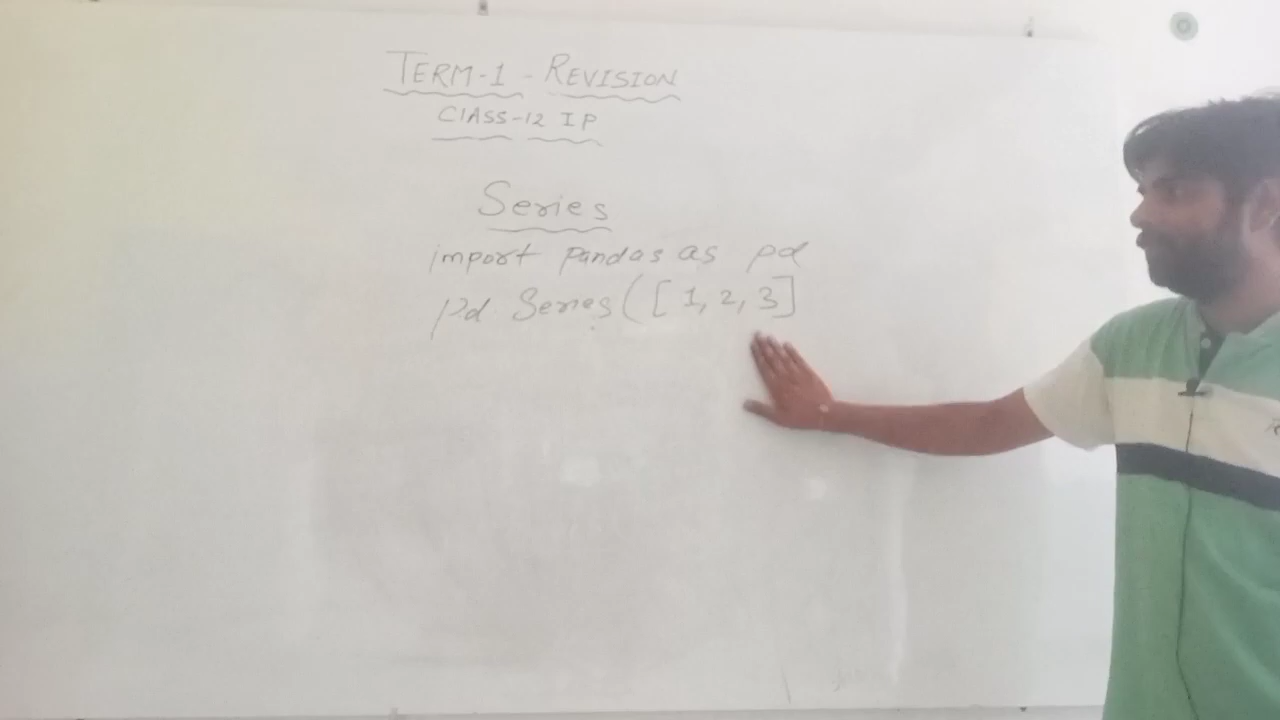 TERM-1 - REVISION
CLASS-12 IP
Series
import Pandas as pd
Pd. Series([1,2,3]